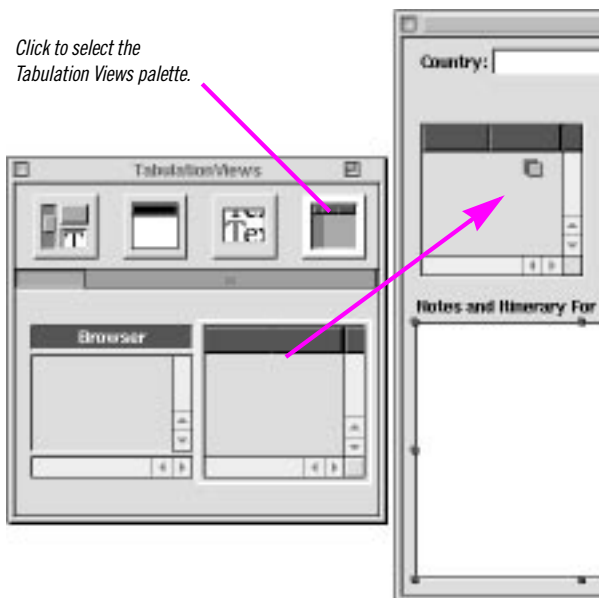 Click to select the
Tabulation Views palette.
Country:
TabulationViews
Notes and Itinerary For
Browser